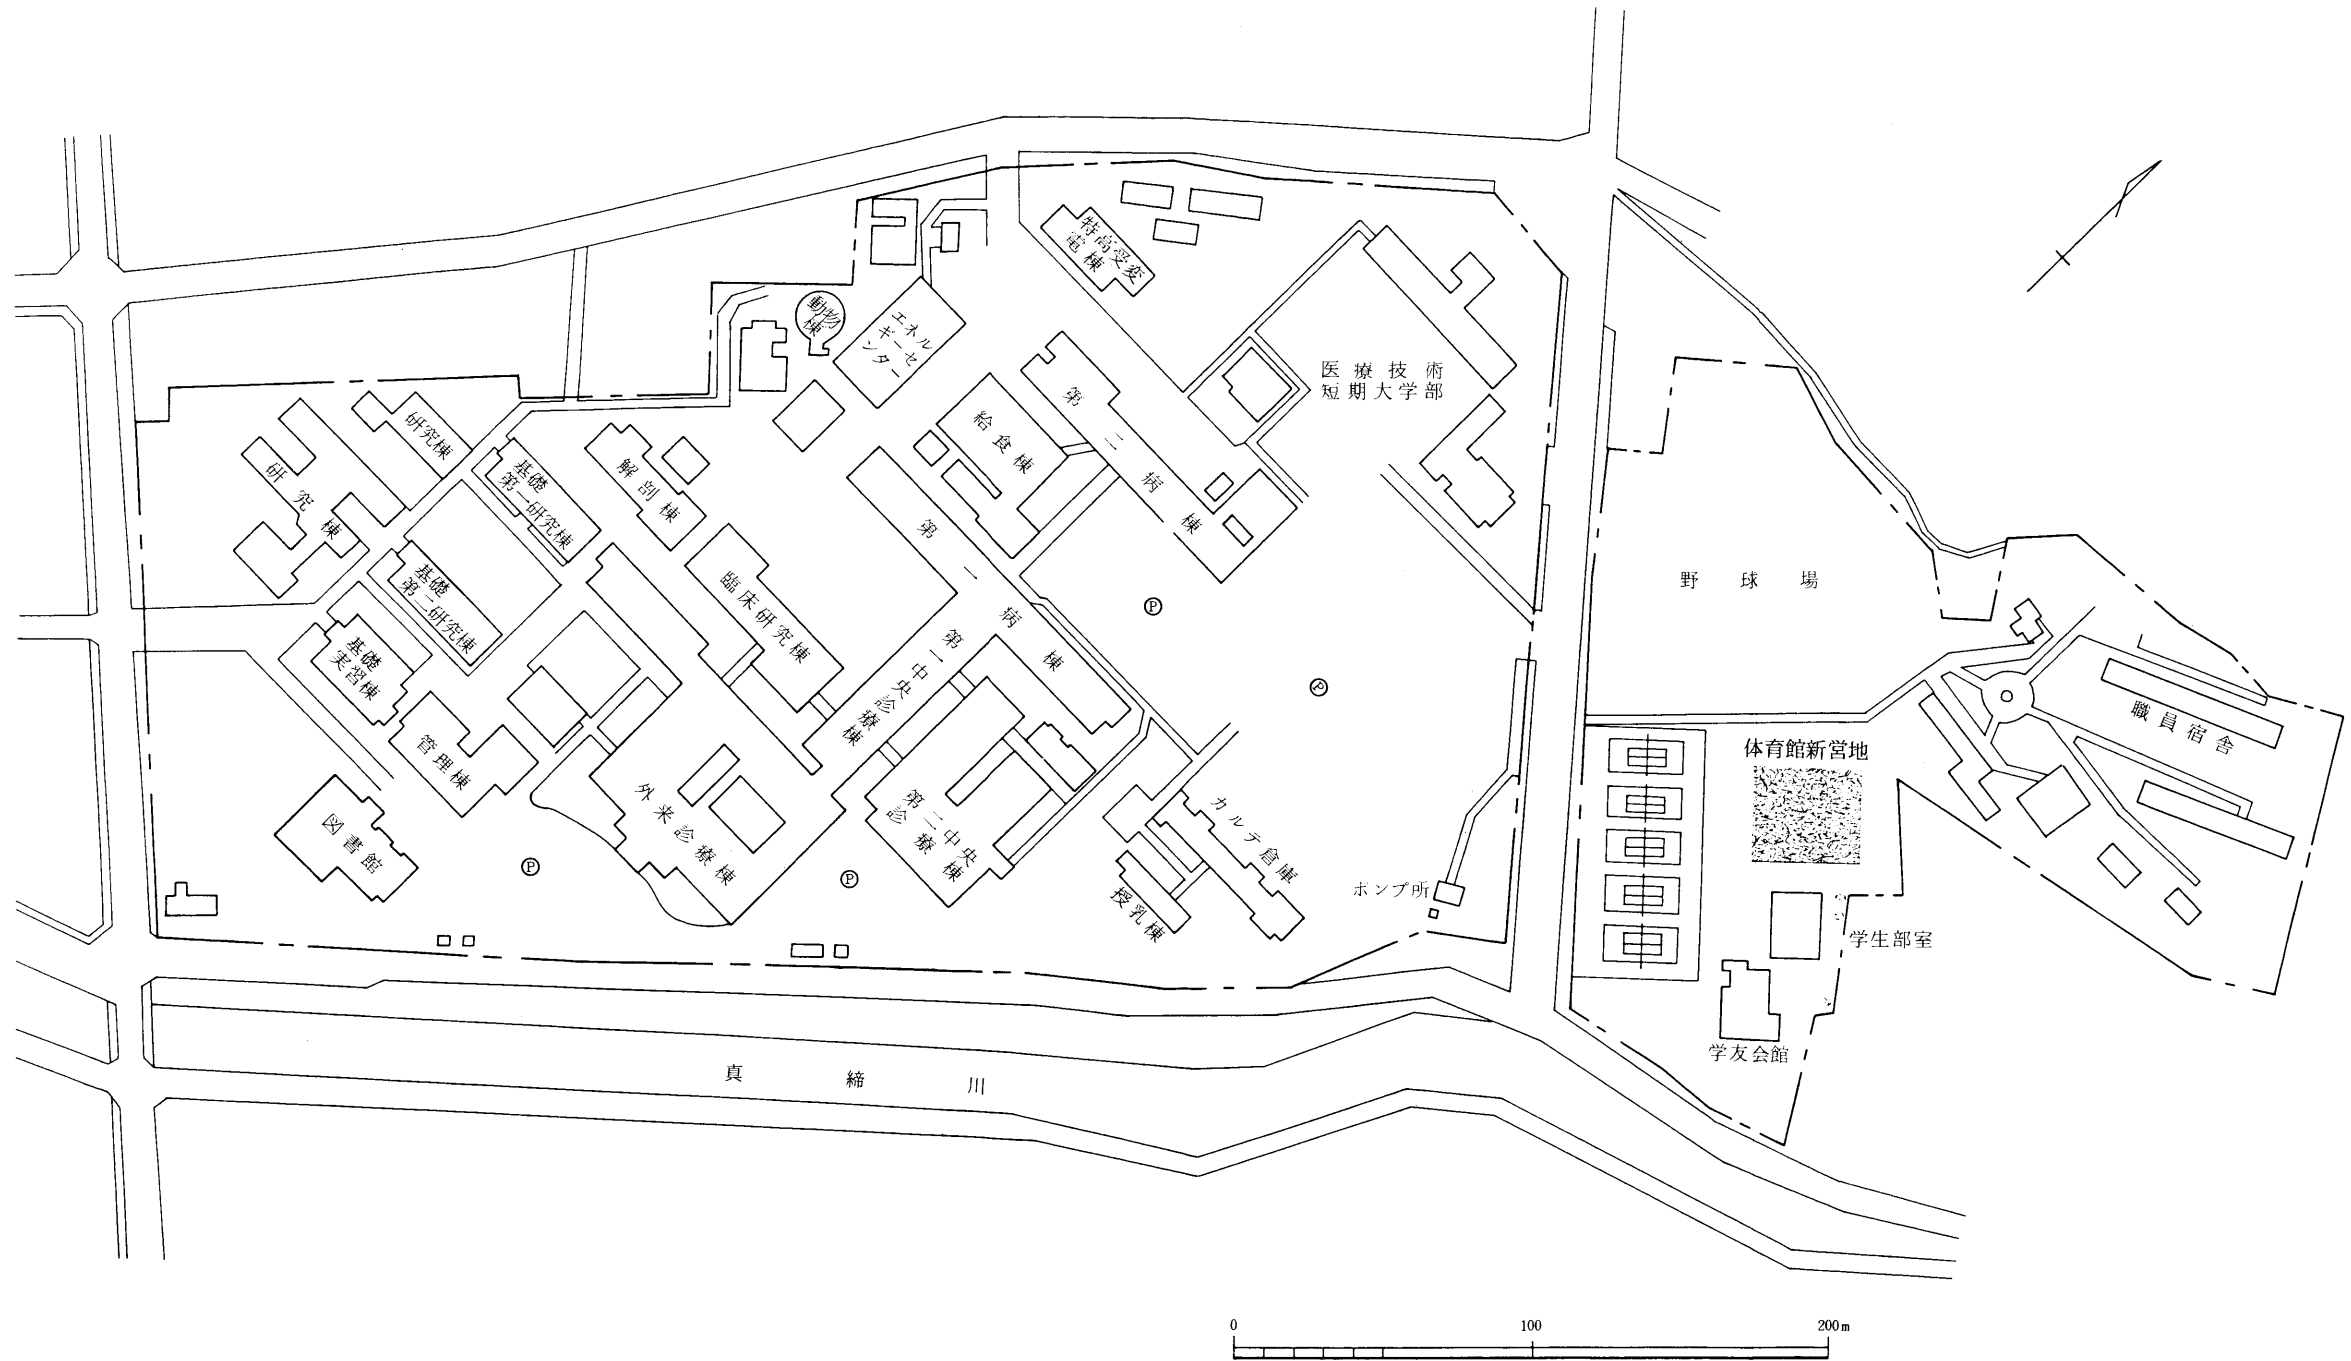 特高受変
電棟
動物
棟
エネル
ギーセ
ンター
医療技術
短期大学部
第二病棟
給食棟
研究棟
研究棟
基礎
第一研究棟
解剖棟
第一病棟
臨床研究棟
基礎
第二研究棟
基礎
実習棟
第一中央診療棟
管理棟
外来診療棟
第二中央
診療棟
図書館
カルテ倉庫
授乳棟
ポンプ所
Ⓟ
Ⓟ
Ⓟ
Ⓟ
野球場
職員宿舎
体育館新営地
学生部室
学友会館
真締川
0 100 200m